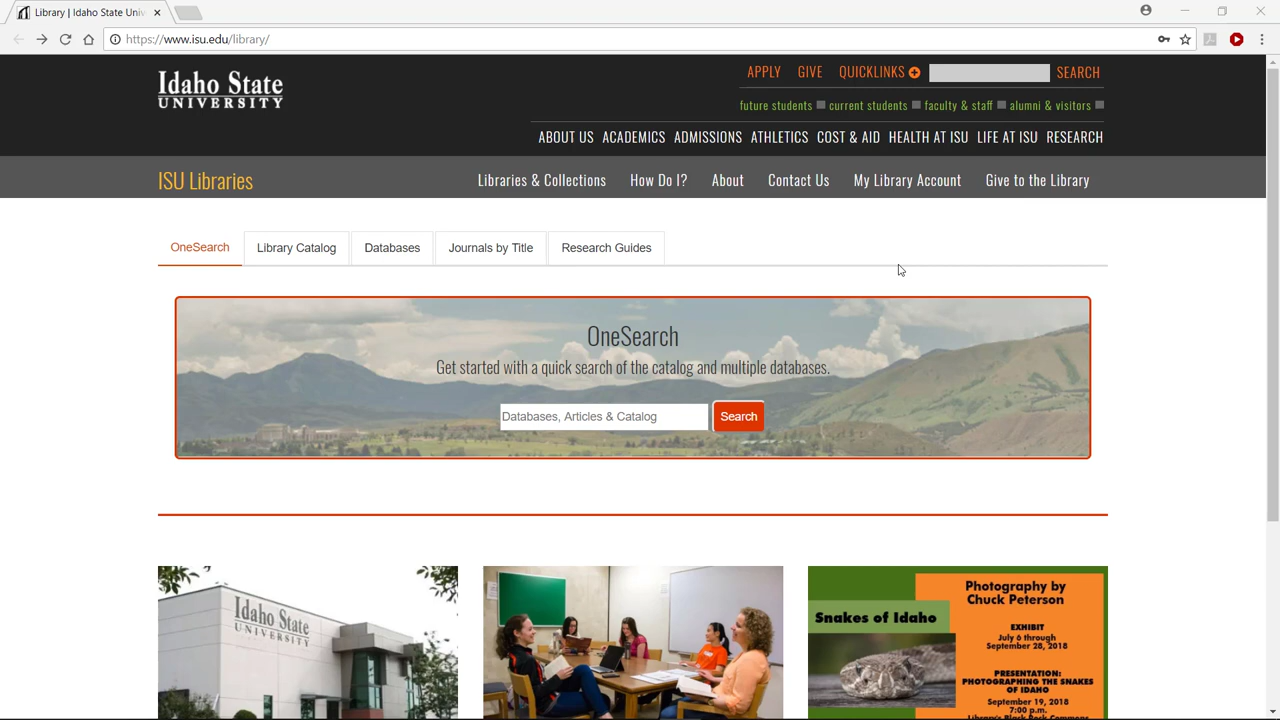 Library | Idaho State Univ
https://www.isu.edu/library/
Idaho State
UNIVERSITY
APPLY GIVE QUICKLINKS SEARCH
future students current students faculty & staff alumni & visitors
ABOUT US ACADEMICS ADMISSIONS ATHLETICS COST & AID HEALTH AT ISU LIFE AT ISU RESEARCH
ISU Libraries
Libraries & Collections How Do I? About Contact Us My Library Account Give to the Library
OneSearch Library Catalog Databases Journals by Title Research Guides
OneSearch
Get started with a quick search of the catalog and multiple databases.
Databases, Articles & Catalog Search
Idaho State
UNIVERSITY
Snakes of Idaho
Photography by
Chuck Peterson
EXHIBIT
July 6 through
September 28, 2018
PRESENTATION:
PHOTOGRAPHING THE SNAKES
OF IDAHO
September 19, 2018
7:00 p.m.
Library's Black Rock Commons